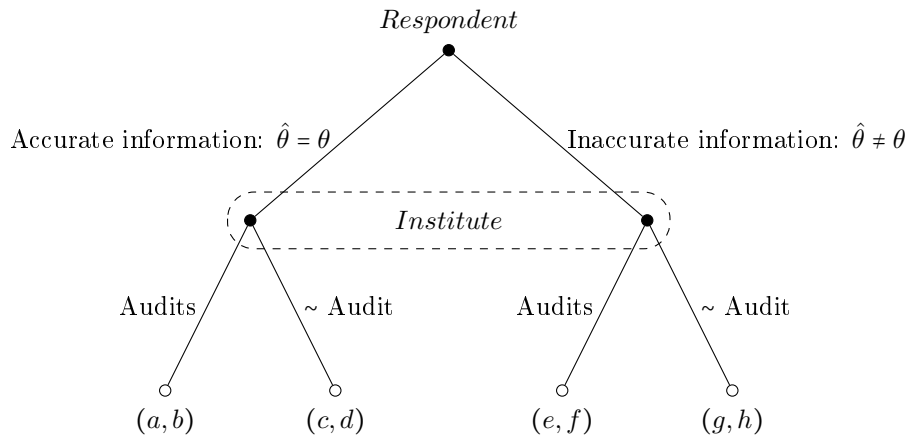 Respondent
Accurate information: θ̂ = θ
Inaccurate information: θ̂ ≠ θ
Institute
Audits
~ Audit
Audits
~ Audit
(a, b)
(c, d)
(e, f)
(g, h)